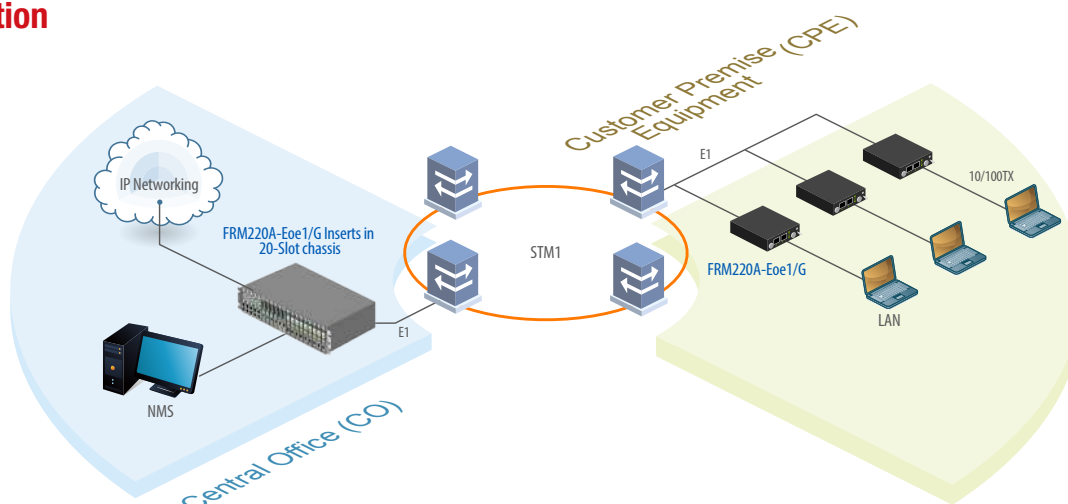 tion
Customer Premise (CPE)
Equipment
IP Networking
FRM220A-Eoe1/G Inserts in
20-Slot chassis
E1
NMS
Central Office (CO)
STM1
E1
10/100TX
FRM220A-Eoe1/G
LAN